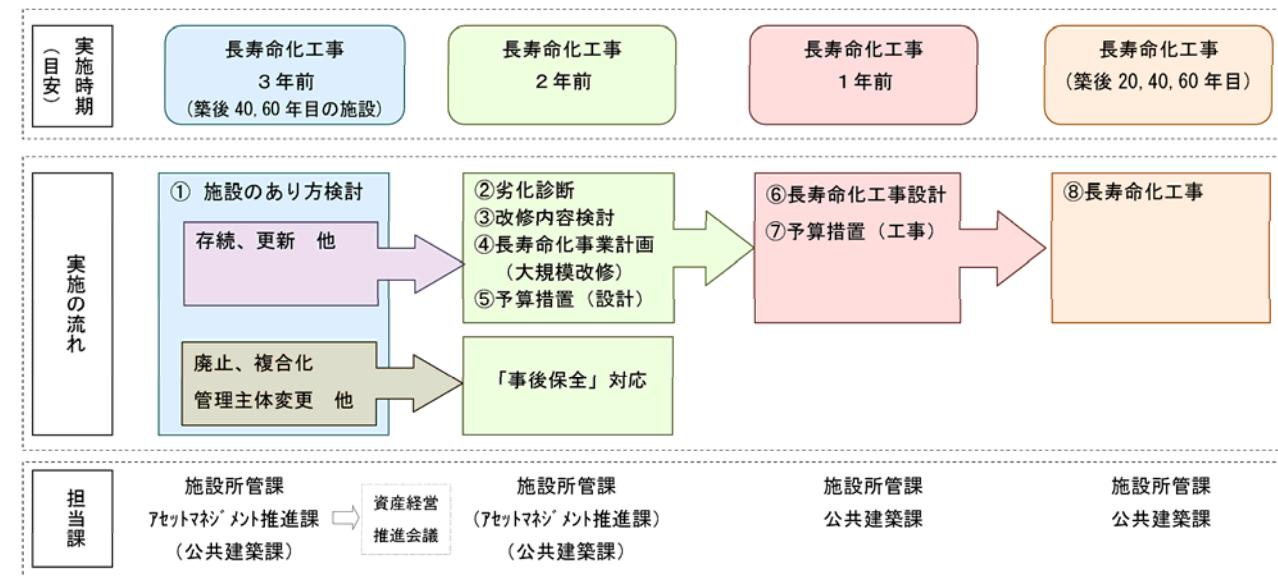 実施時期
（目安）
長寿命化工事
３年前
（築後 40, 60 年目の施設）
長寿命化工事
２年前
長寿命化工事
１年前
長寿命化工事
（築後 20, 40, 60 年目）
実施の流れ
① 施設のあり方検討
存続、更新　他
廃止、複合化
管理主体変更　他
②劣化診断
③改修内容検討
④長寿命化事業計画
（大規模改修）
⑤予算措置（設計）
「事後保全」対応
⑥長寿命化工事設計
⑦予算措置（工事）
⑧長寿命化工事
担当課
施設所管課
ｱｾｯﾄﾏﾈｼﾞﾒﾝﾄ推進課
（公共建築課）
資産経営
推進会議
施設所管課
（ｱｾｯﾄﾏﾈｼﾞﾒﾝﾄ推進課）
（公共建築課）
施設所管課
公共建築課
施設所管課
公共建築課